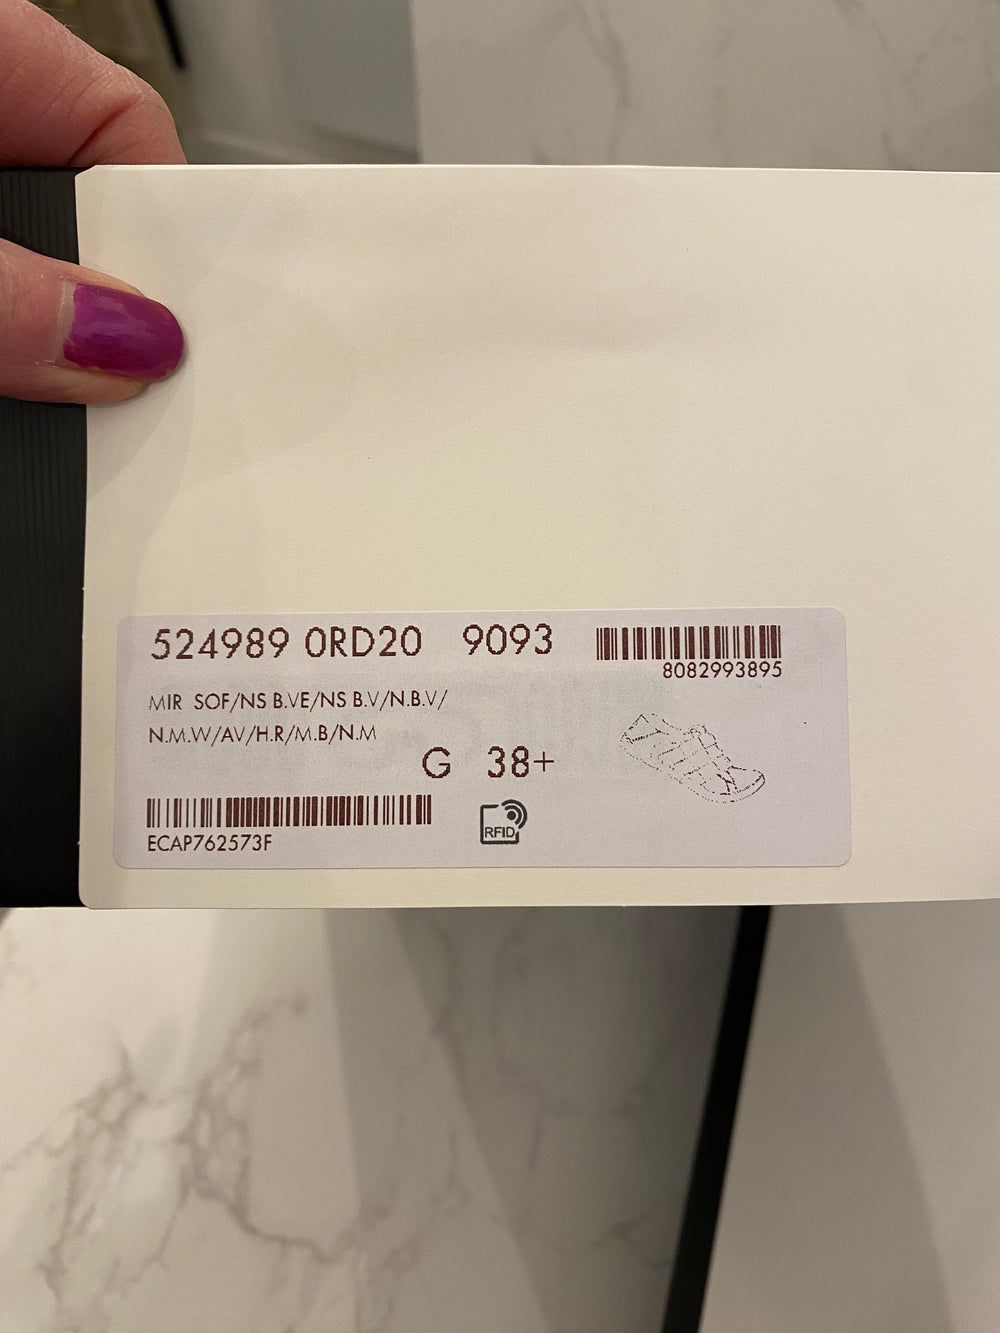 524989 0RD20 9093
8082993895
MIR SOF/NS B.VE/NS B.V/N.B.V/
N.M.W/AV/H.R/M.B/N.M
G 38+
ECAP762573F
RFID